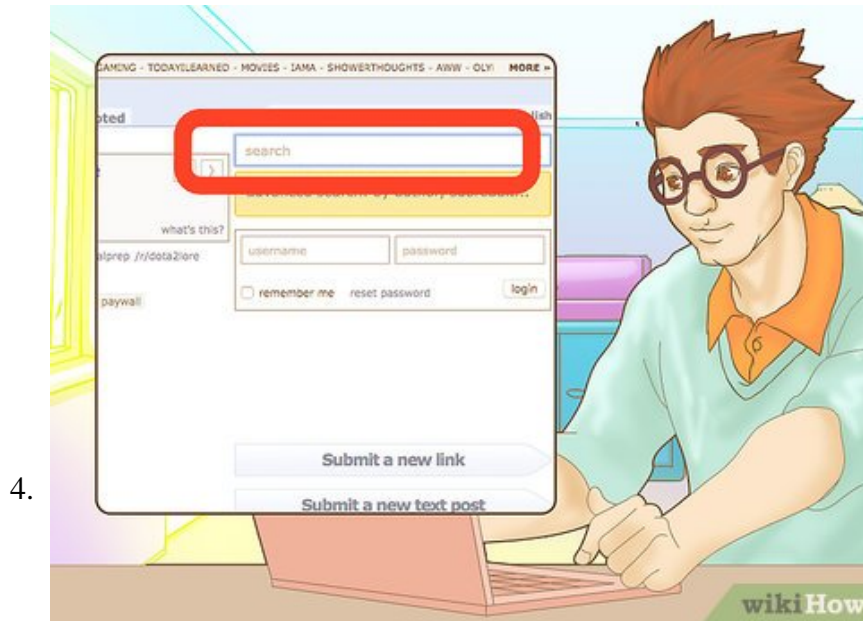 GAMING - TODAYILEARNED - MOVIES - IAMA - SHOWERTHOUGHTS - AWW - OLY MORE »
oted
lish
search
what's this?
alprep /r/dota2lore
username password
remember me reset password login
paywall
Submit a new link
4.
Submit a new text post
wikiHow